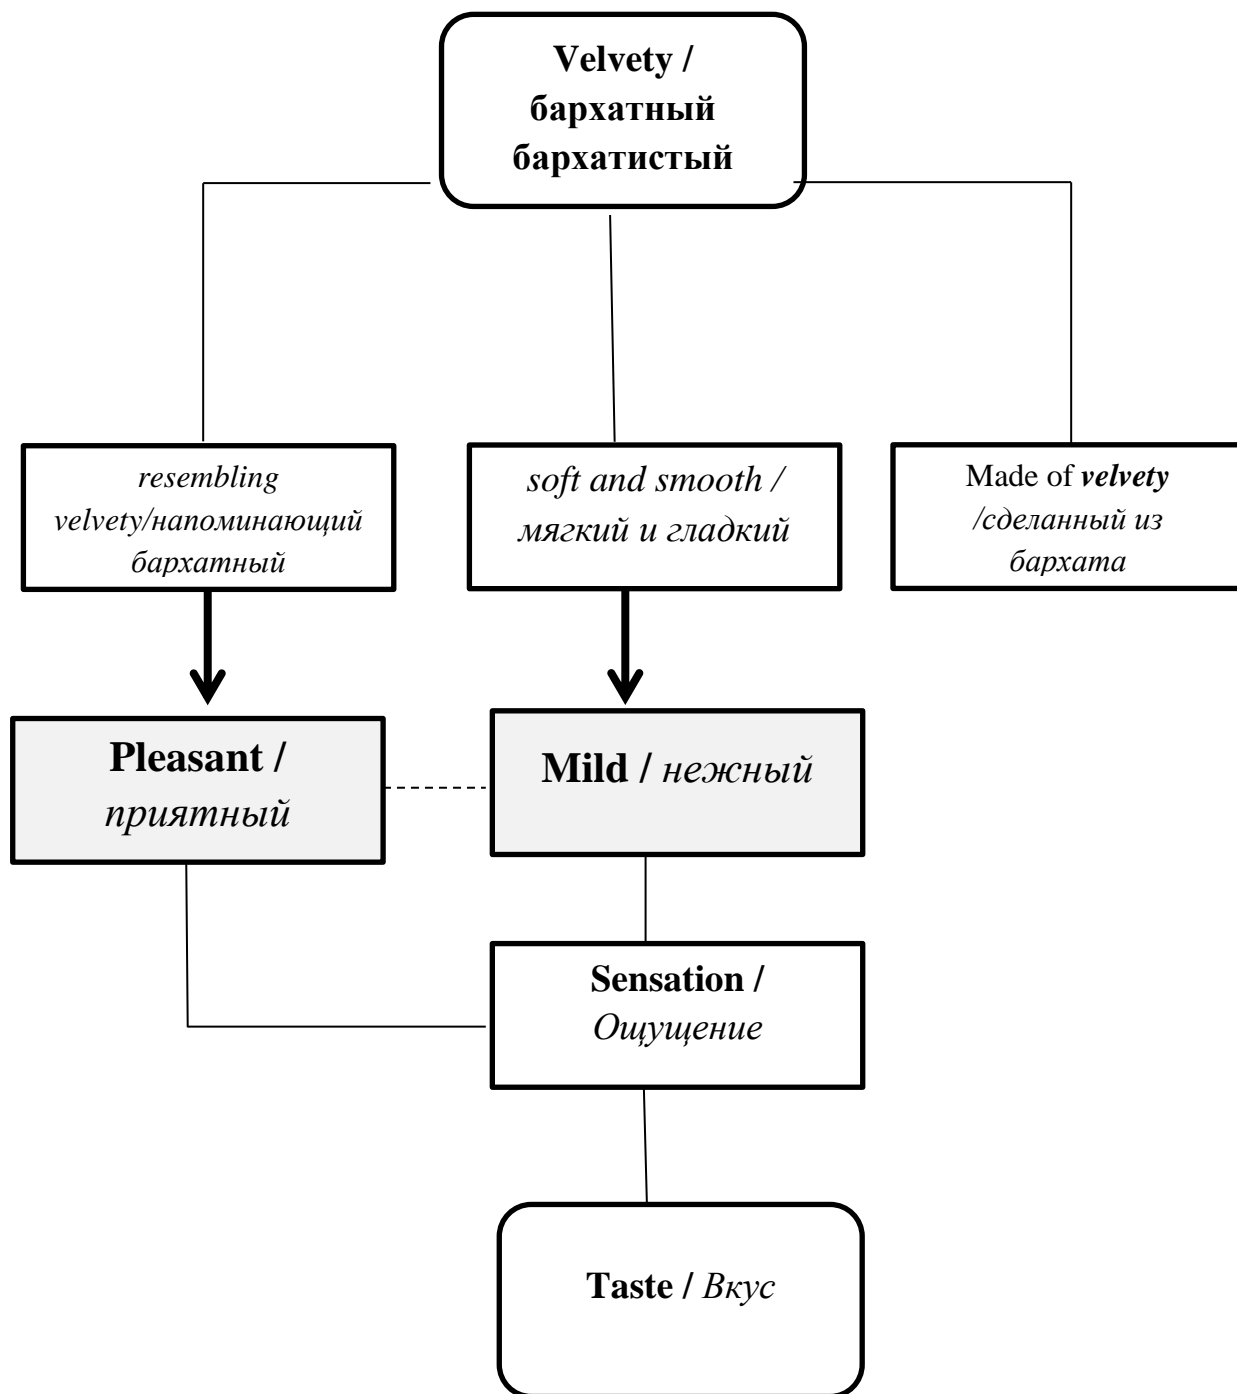 Velvety /
бархатный
бархатистый
resembling
velvety/напоминающий
бархатный
soft and smooth /
мягкий и гладкий
Made of velvety
/сделанный из
бархата
Pleasant /
приятный
Mild / нежный
Sensation /
Ощущение
Taste / Вкус